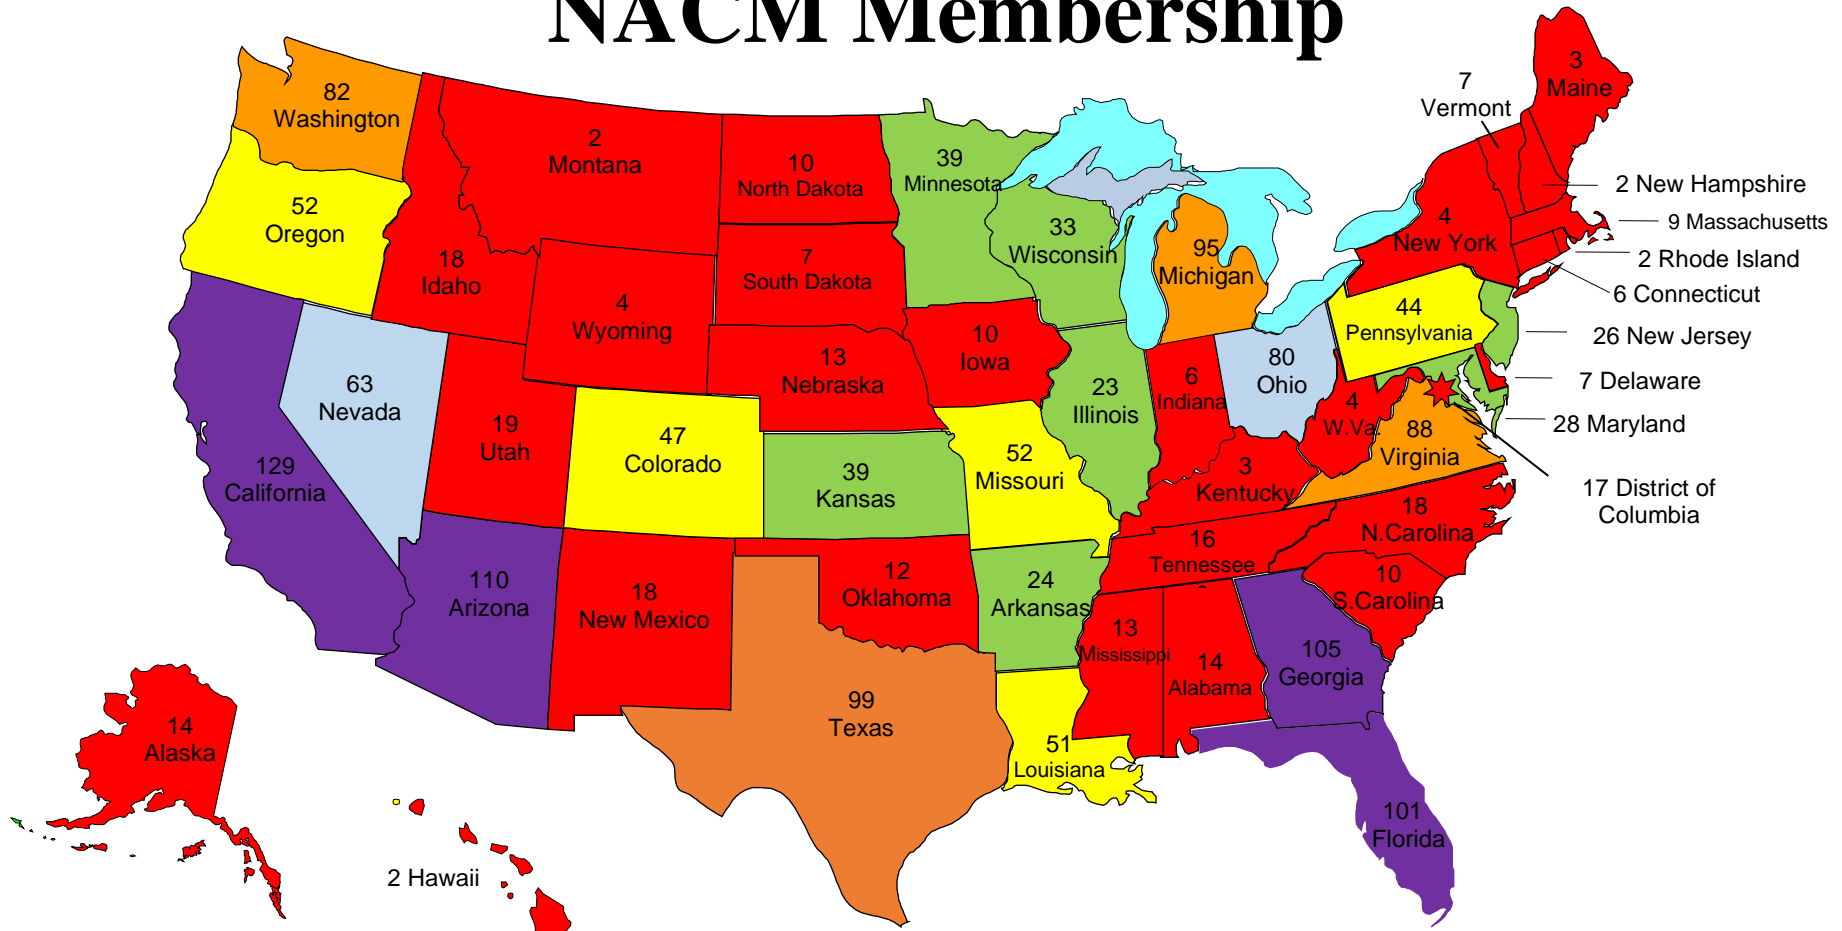 NACM Membership
82
Washington
2
Montana
10
North Dakota
39
Minnesota
7
Vermont
3
Maine
52
Oregon
18
Idaho
4
Wyoming
7
South Dakota
33
Wisconsin
95
Michigan
4
New York
2 New Hampshire
9 Massachusetts
2 Rhode Island
6 Connecticut
44
Pennsylvania
26 New Jersey
7 Delaware
28 Maryland
17 District of
Columbia
63
Nevada
19
Utah
47
Colorado
13
Nebraska
10
Iowa
23
Illinois
6
Indiana
80
Ohio
4
W.Va.
88
Virginia
129
California
39
Kansas
52
Missouri
3
Kentucky
18
N.Carolina
16
Tennessee
10
S.Carolina
110
Arizona
18
New Mexico
12
Oklahoma
24
Arkansas
13
Mississippi
14
Alabama
105
Georgia
99
Texas
51
Louisiana
101
Florida
14
Alaska
2 Hawaii